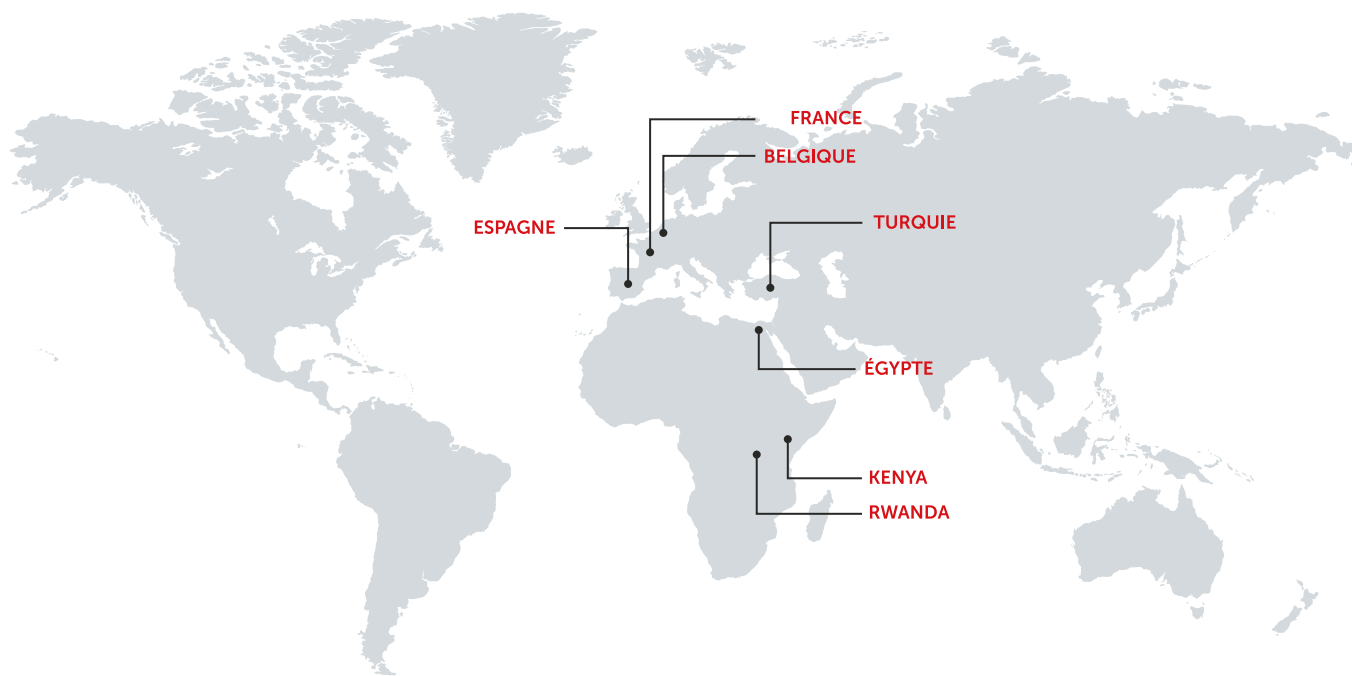 FRANCE
BELGIQUE
TURQUIE
ESPAGNE
ÉGYPTE
KENYA
RWANDA